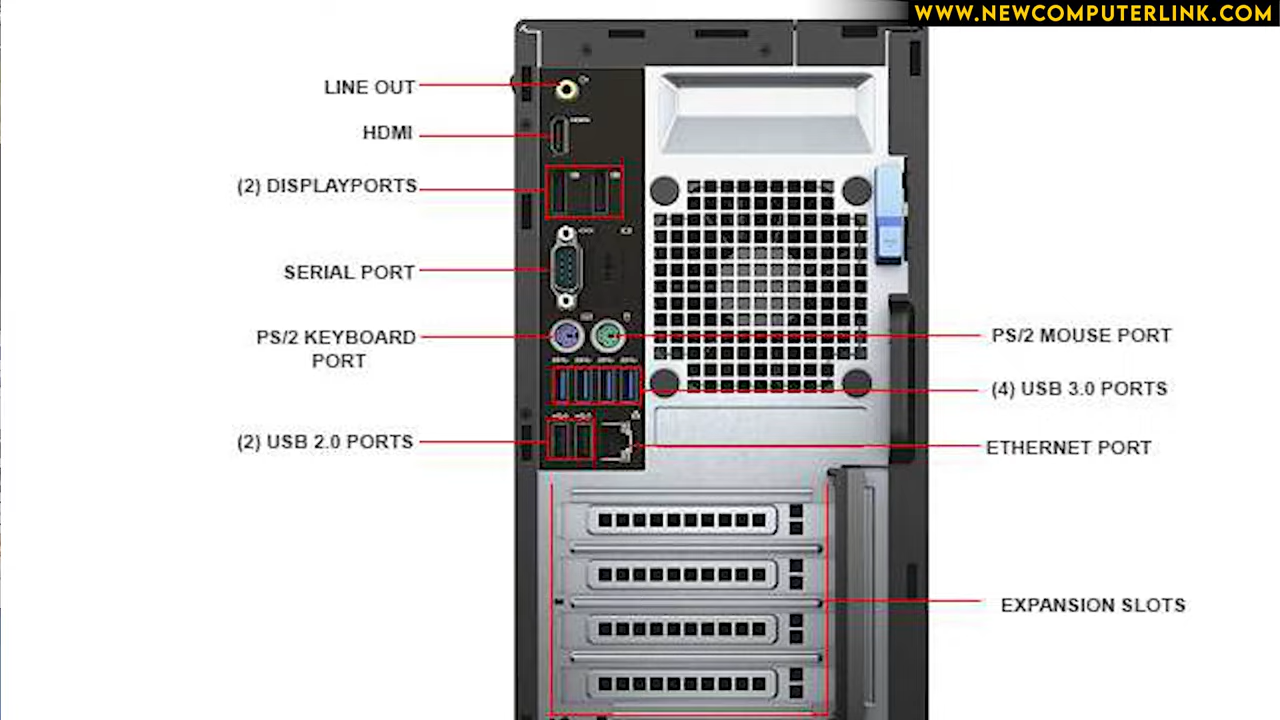 WWW.NEWCOMPUTERLINK.COM
LINE OUT
HDMI
(2) DISPLAYPORTS
SERIAL PORT
PS/2 KEYBOARD
PORT
PS/2 MOUSE PORT
(4) USB 3.0 PORTS
(2) USB 2.0 PORTS
ETHERNET PORT
EXPANSION SLOTS